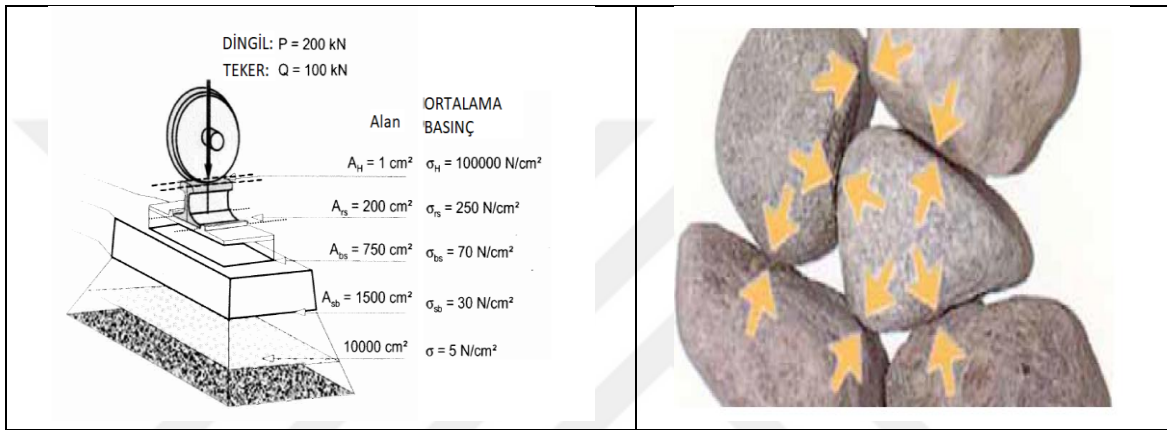 DİNGİL: P = 200 kN
TEKER: Q = 100 kN
Alan ORTALAMA BASINÇ
A_H = 1 cm² σ_H = 100000 N/cm²
A_rs = 200 cm² σ_rs = 250 N/cm²
A_bs = 750 cm² σ_bs = 70 N/cm²
A_sb = 1500 cm² σ_sb = 30 N/cm²
10000 cm² σ = 5 N/cm²